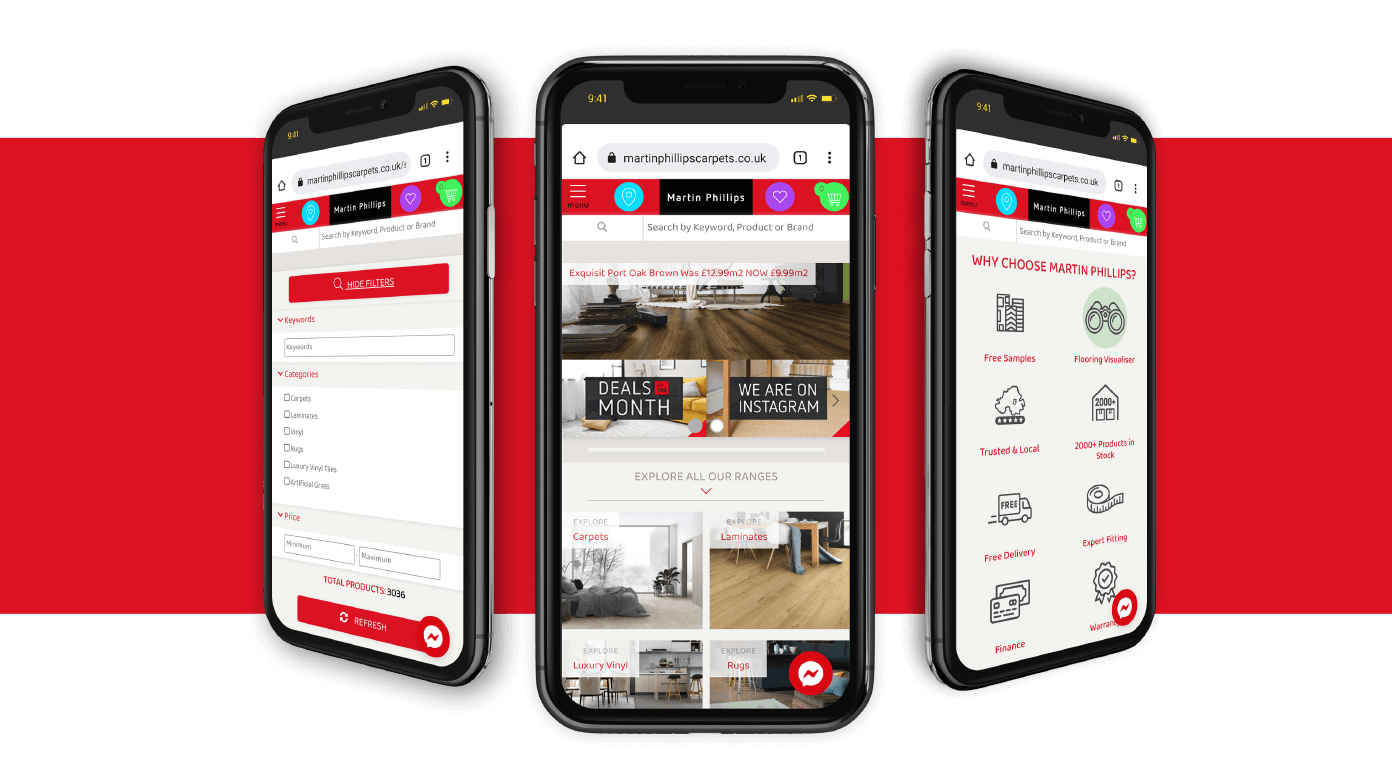 9:41
martinphillipscarpets.co.uk/s
1
menu
Martin Phillips
0
Search by Keyword, Product or Brand
HIDE FILTERS
Keywords
Keywords
Categories
Carpets
Laminates
Vinyl
Rugs
Luxury Vinyl Tiles
Artificial Grass
Price
Minimum
-
Maximum
TOTAL PRODUCTS: 3036
REFRESH
9:41
martinphillipscarpets.co.uk
1
menu
Martin Phillips
0
Search by Keyword, Product or Brand
Exquisit Port Oak Brown Was £12.99m2 NOW £9.99m2
DEALS OF THE
MONTH
WE ARE ON
INSTAGRAM
EXPLORE ALL OUR RANGES
EXPLORE
Carpets
EXPLORE
Laminates
EXPLORE
Luxury Vinyl
EXPLORE
Rugs
9:41
martinphillipscarpets.co.uk
1
menu
Martin Phillips
0
Search by Keyword, Product or Brand
WHY CHOOSE MARTIN PHILLIPS?
Free Samples
Flooring Visualiser
Trusted & Local
2000+
2000+ Products in
Stock
FREE
Free Delivery
Expert Fitting
Finance